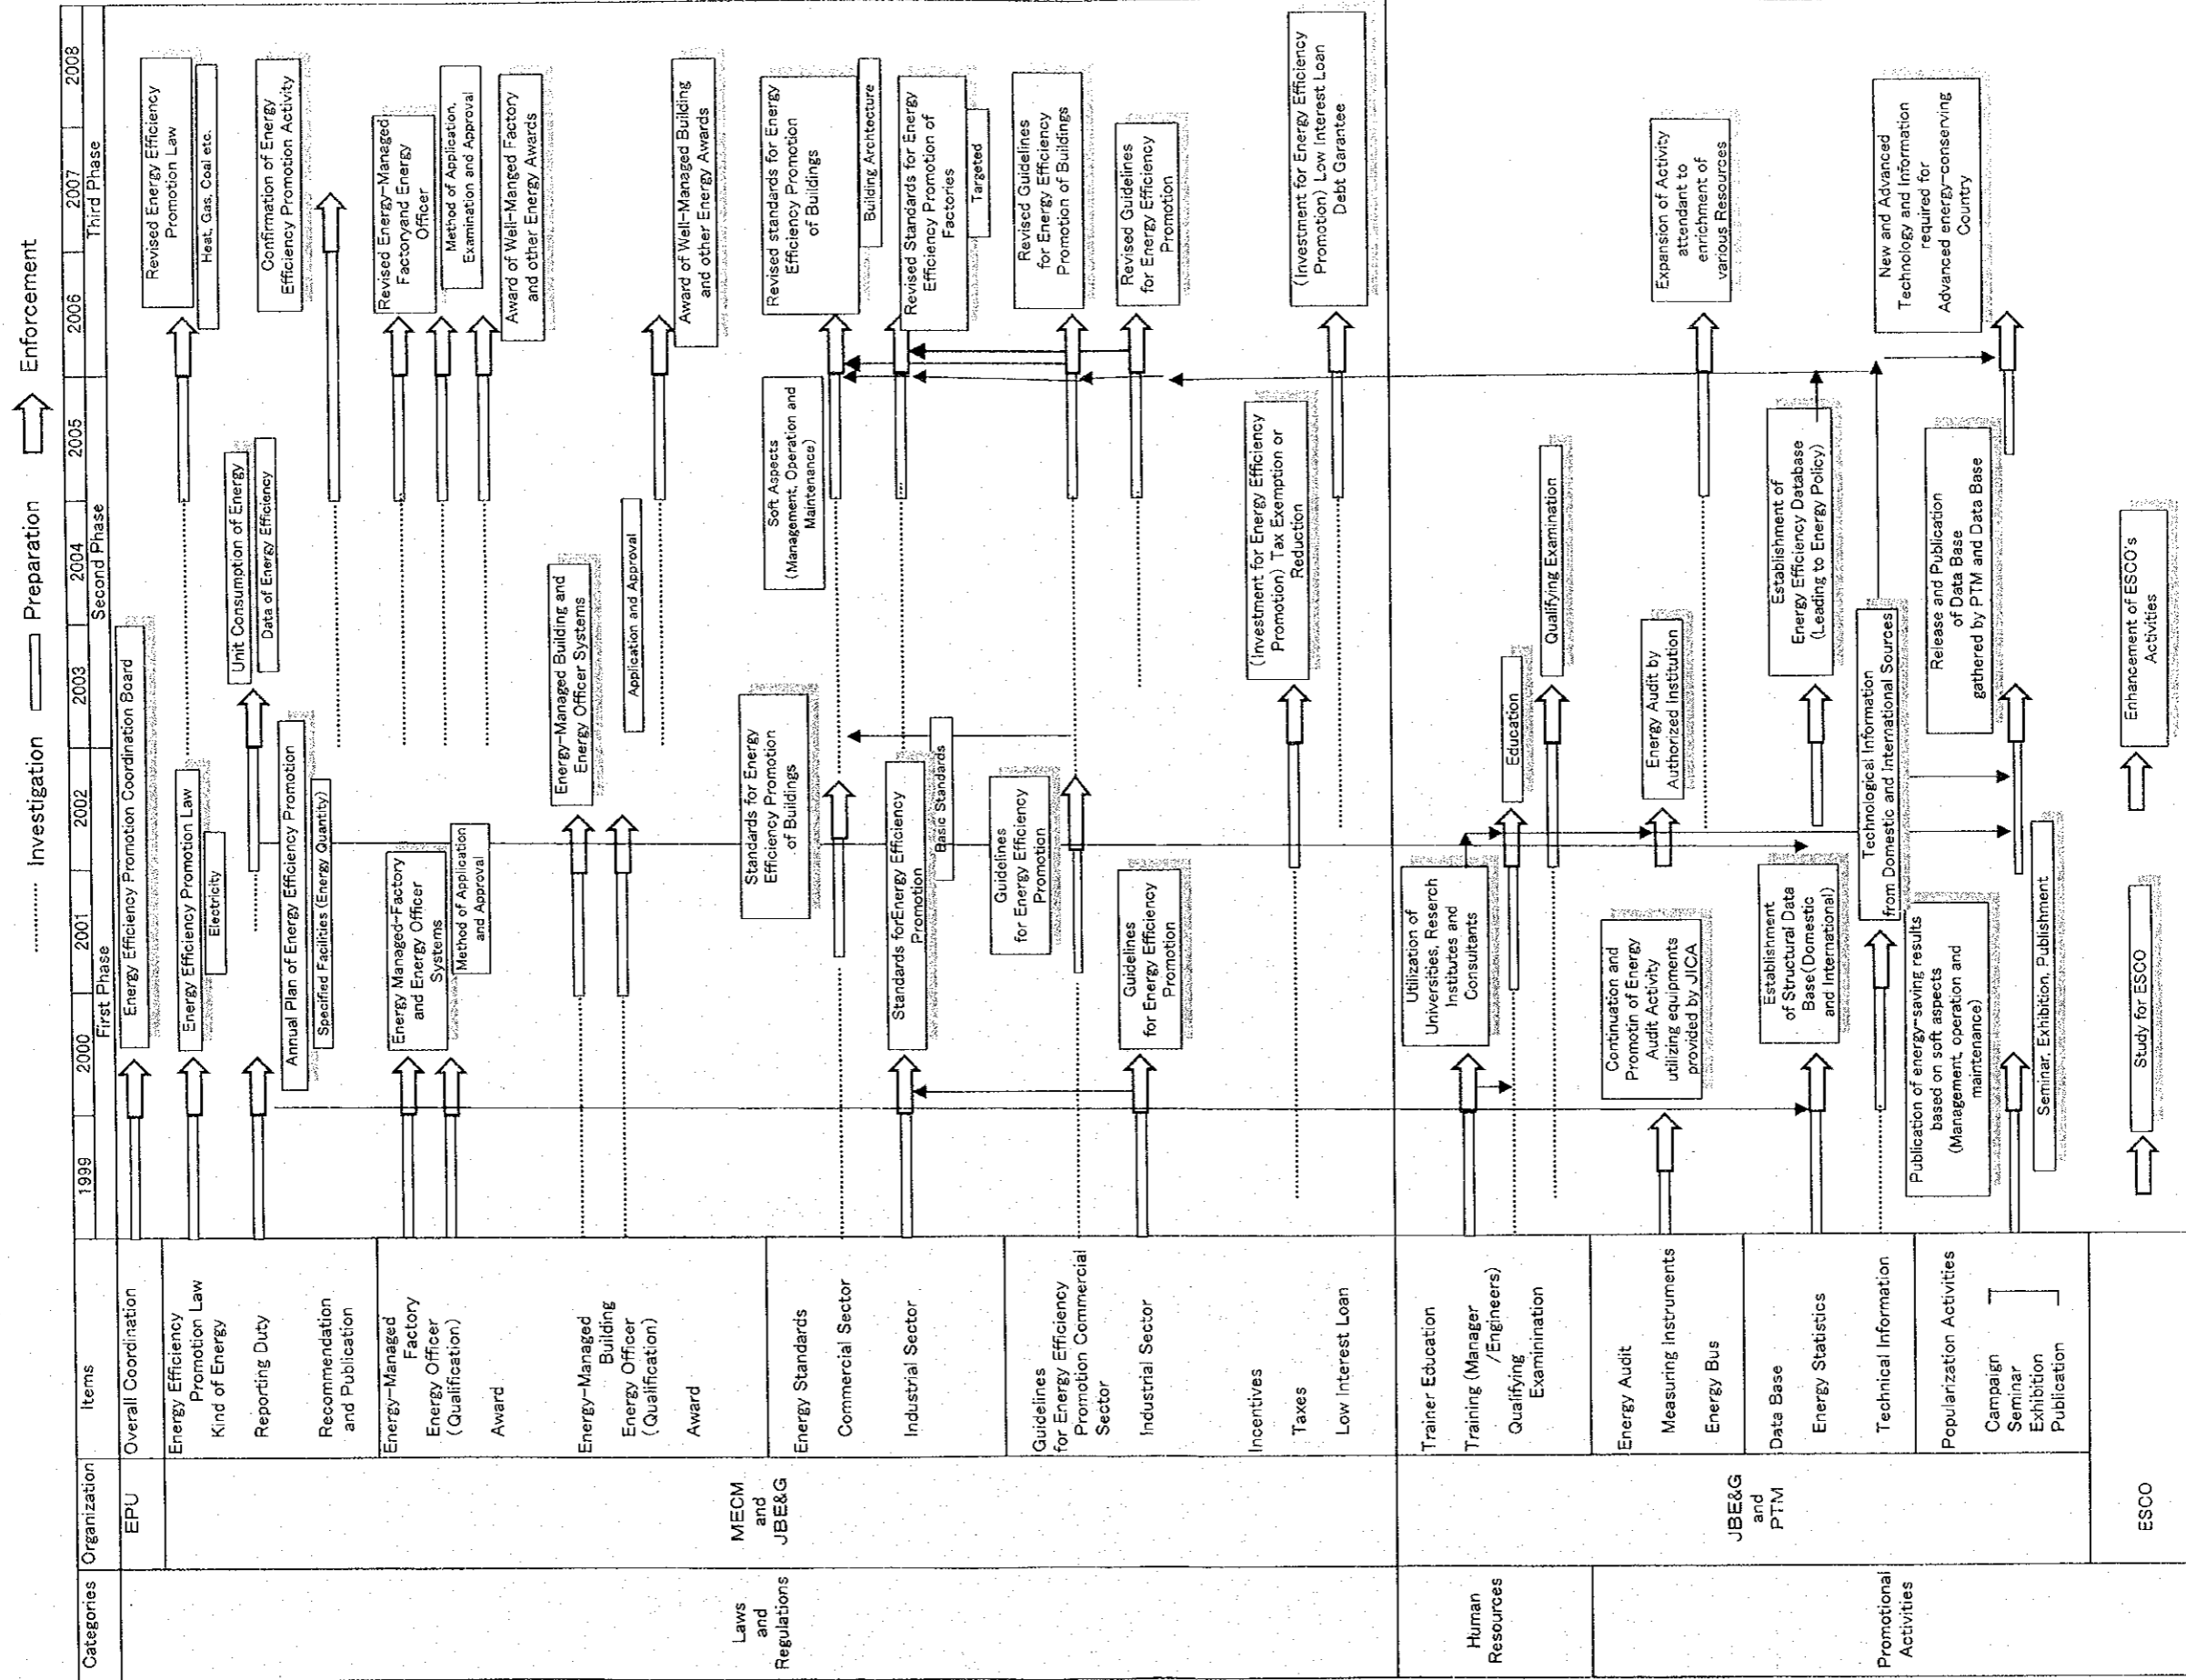 Investigation
Preparation
Enforcement
Categories
Organization
Items
1999
2000
2001
2002
2003
2004
2005
2006
2007
2008
First Phase
Second Phase
Third Phase
Laws
and
Regulations
EPU
Overall Coordination
Energy Efficiency Promotion Coordination Board
MECM
and
JBE&G
Energy Efficiency
Promotion Law
Kind of Energy
Energy Efficiency Promotion Law
Electricity
Revised Energy Efficiency
Promotion Law
Heat, Gas, Coal etc.
Reporting Duty
Annual Plan of Energy Efficiency Promotion
Specified Facilities (Energy Quantity)
Unit Consumption of Energy
Data of Energy Efficiency
Confirmation of Energy
Efficiency Promotion Activity
Recommendation
and Publication
Energy-Managed
Factory
Energy Officer
(Qualification)
Award
Energy Managed-Factory
and Energy Officer
Systems
Method of Application
and Approval
Revised Energy-Managed
Factoryand Energy
Officer
Method of Application,
Examination and Approval
Award of Well-Manged Factory
and other Energy Awards
Energy-Managed
Building
Energy Officer
(Qualification)
Award
Energy-Managed Building and
Energy Officer Systems
Application and Approval
Award of Well-Managed Building
and other Energy Awards
Energy Standards
Commercial Sector
Industrial Sector
Standards for Energy
Efficiency Promotion
of Buildings
Soft Aspects
(Management, Operation and
Maintenance)
Revised standards for Energy
Efficiency Promotion
of Buildings
Building Archtecture
Standards forEnergy Efficiency
Promotion
Basic Standards
Revised Standards for Energy
Efficiency Promotion of
Factories
Targeted
Guidelines
for Energy Efficiency
Promotion Commercial
Sector
Industrial Sector
Guidelines
for Energy Efficiency
Promotion
Revised Guidelines
for Energy Efficiency
Promotion of Buildings
Guidelines
for Energy Efficiency
Promotion
Revised Guidelines
for Energy Efficiency
Promotion
Incentives
Taxes
Low Interest Loan
(Investment for Energy Efficiency
Promotion) Tax Exemption or
Reduction
(Investment for Energy Efficiency
Promotion) Low Interest Loan
Debt Garantee
Human
Resources
JBE&G
and
PTM
Trainer Education
Training (Manager
/Engineers)
Qualifying
Examinination
Utilization of
Universities, Research
Institutes and
Consultants
Education
Qualifying Examination
Promotional
Activities
Energy Audit
Measuring Instruments
Energy Bus
Continuation and
Promotin of Energy
Audit Activity
utilizing equipments
provided by JICA
Energy Audit by
Authorized Institution
Expansion of Activity
attendant to
enrichment of
various Resources
Data Base
Energy Statistics
Technical Information
Establishment
of Structural Data
Base(Domestic
and International)
Establishment of
Energy Efficiency Database
(Leading to Energy Policy)
Technological Information
from Domestic and International Sources
New and Advanced
Technology and Information
required for
Advanced energy-conserving
Country
Popularization Activities
Campaign
Seminar
Exhibition
Publication
Publication of energy-saving results
based on soft aspects
(Management, operation and
maintenance)
Seminar, Exhibition, Publishment
Release and Publication
of Data Base
gathered by PTM and Data Base
ESCO
Study for ESCO
Enhancement of ESCO's
Activities